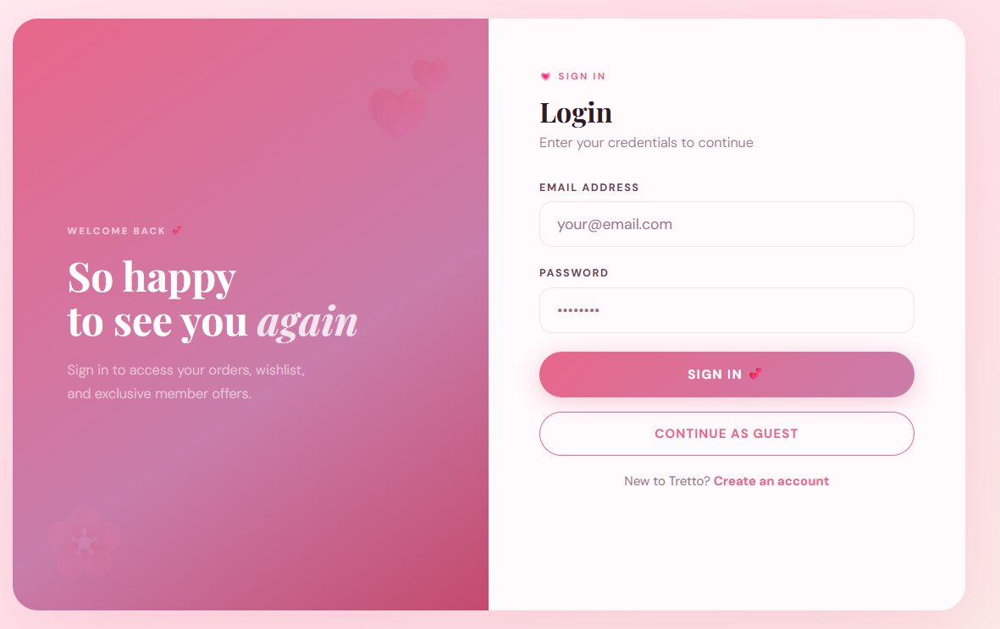 WELCOME BACK 💕
So happy
to see you again
Sign in to access your orders, wishlist,
and exclusive member offers.
💗 SIGN IN
Login
Enter your credentials to continue
EMAIL ADDRESS
your@email.com
PASSWORD
••••••••
SIGN IN 💕
CONTINUE AS GUEST
New to Tretto? Create an account